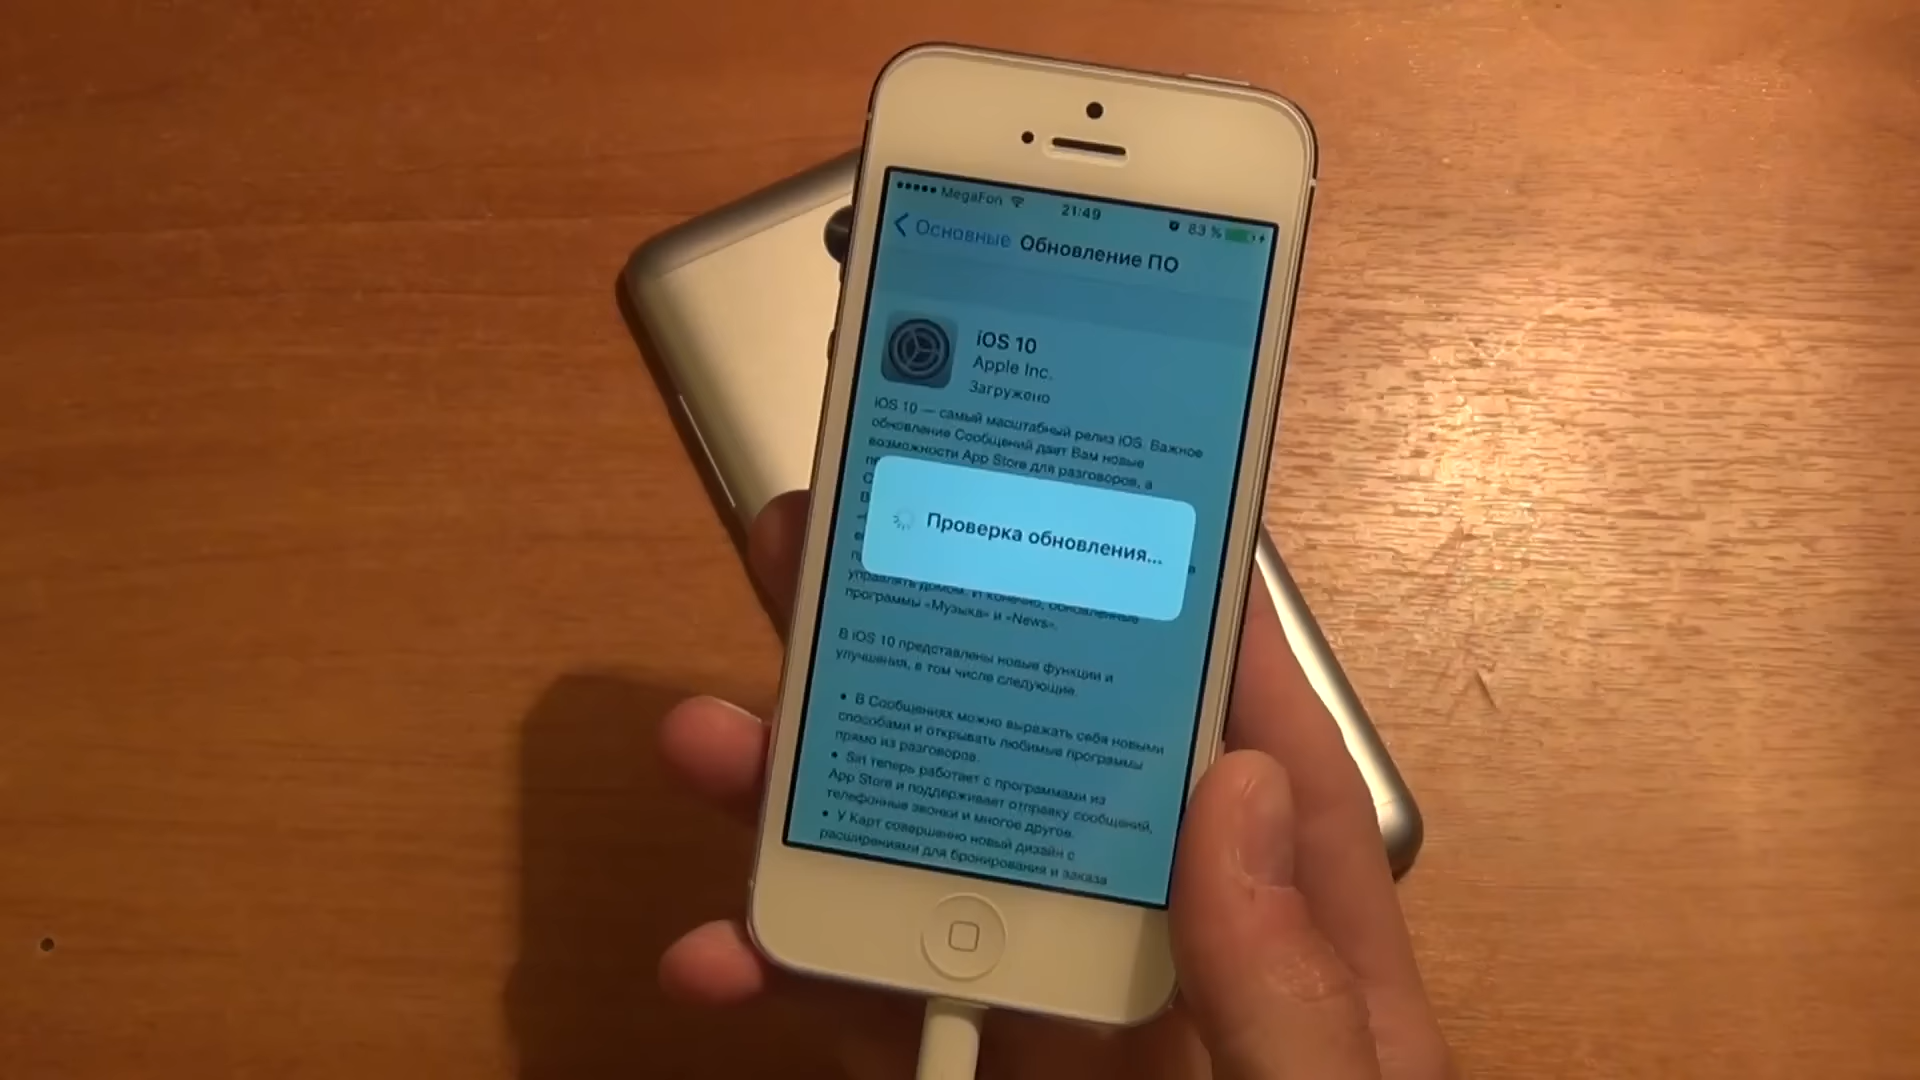 MegaFon 21:49 83 %
Основные Обновление ПО
iOS 10
Apple Inc.
Загружено
iOS 10 — самый масштабный релиз iOS. Важное
обновление Сообщений дает Вам новые
возможности App Store для разговоров, а
Проверка обновления...
управлять домом. И конечно, обновленные
программы «Музыка» и «News».
В iOS 10 представлены новые функции и
улучшения, в том числе следующие.
• В Сообщениях можно выражать себя новыми
способами и открывать любимые программы
прямо из разговоров.
• Siri теперь работает с программами из
App Store и поддерживает отправку сообщений,
телефонные звонки и многое другое.
• У Карт совершенно новый дизайн с
расширениями для бронирования и заказа